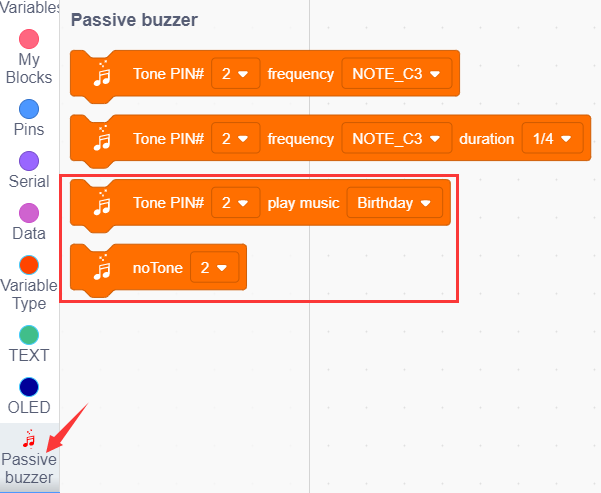 Variables
My
Blocks
Pins
Serial
Data
Variable
Type
TEXT
OLED
Passive
buzzer
Passive buzzer
Tone PIN# 2 frequency NOTE_C3
Tone PIN# 2 frequency NOTE_C3 duration 1/4
Tone PIN# 2 play music Birthday
noTone 2